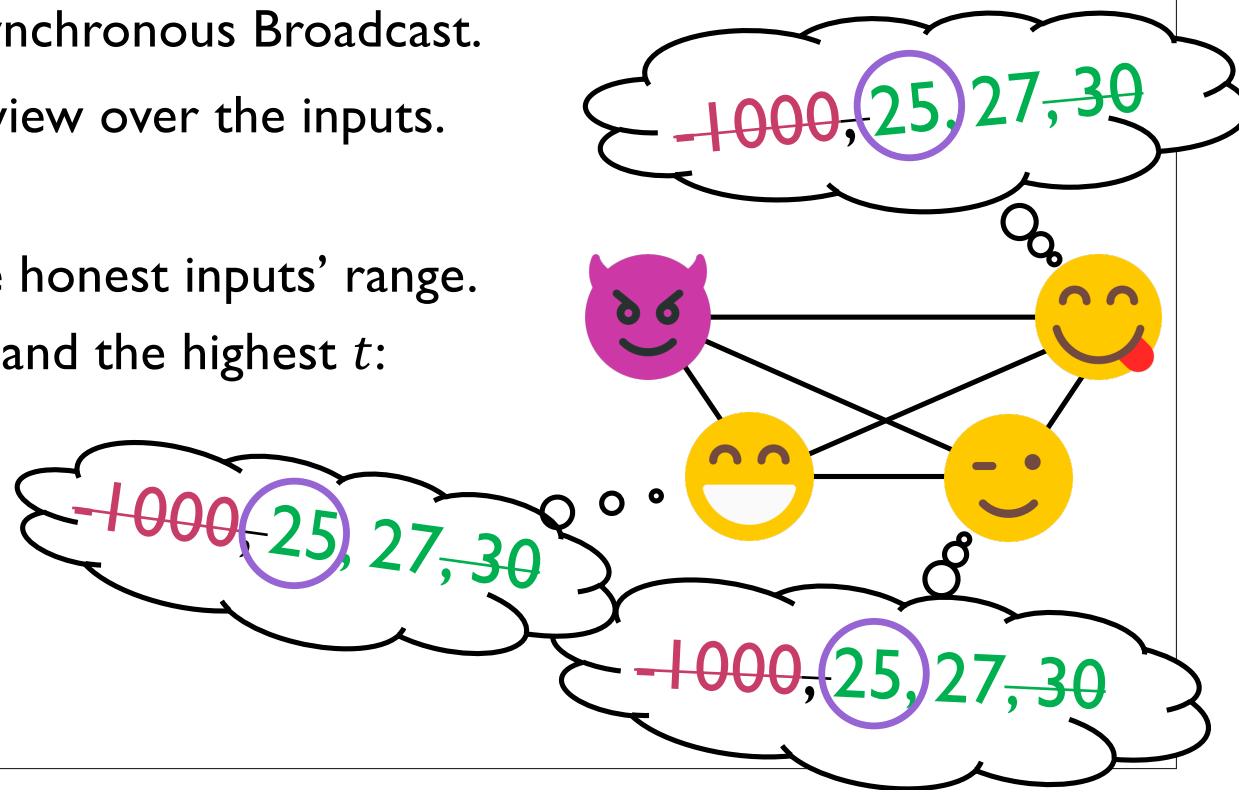 ynchronous Broadcast.
-1000, 25, 27, 30
view over the inputs.
honest inputs' range.
and the highest t:
-1000, 25, 27, 30
-1000, 25, 27, 30